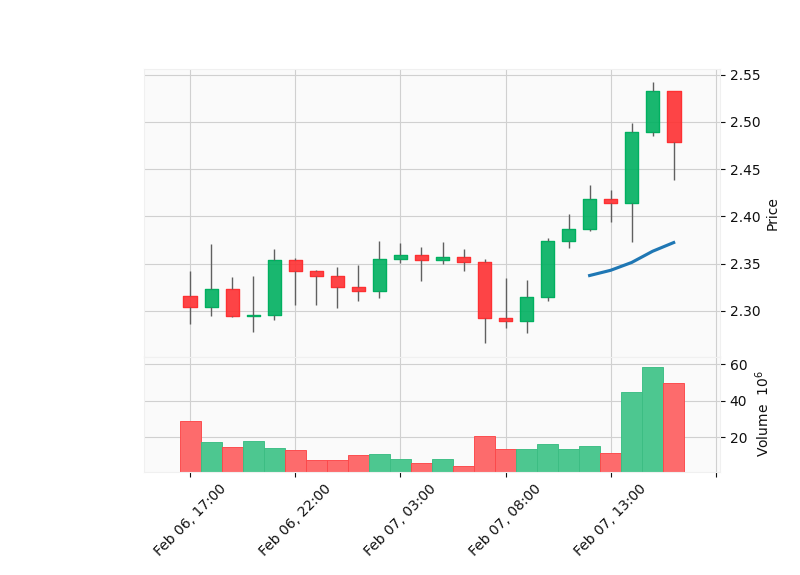 2.55
2.50
2.45
2.40
2.35
2.30
Price
60
40
20
Volume 10⁶
Feb 06, 17:00
Feb 06, 22:00
Feb 07, 03:00
Feb 07, 08:00
Feb 07, 13:00